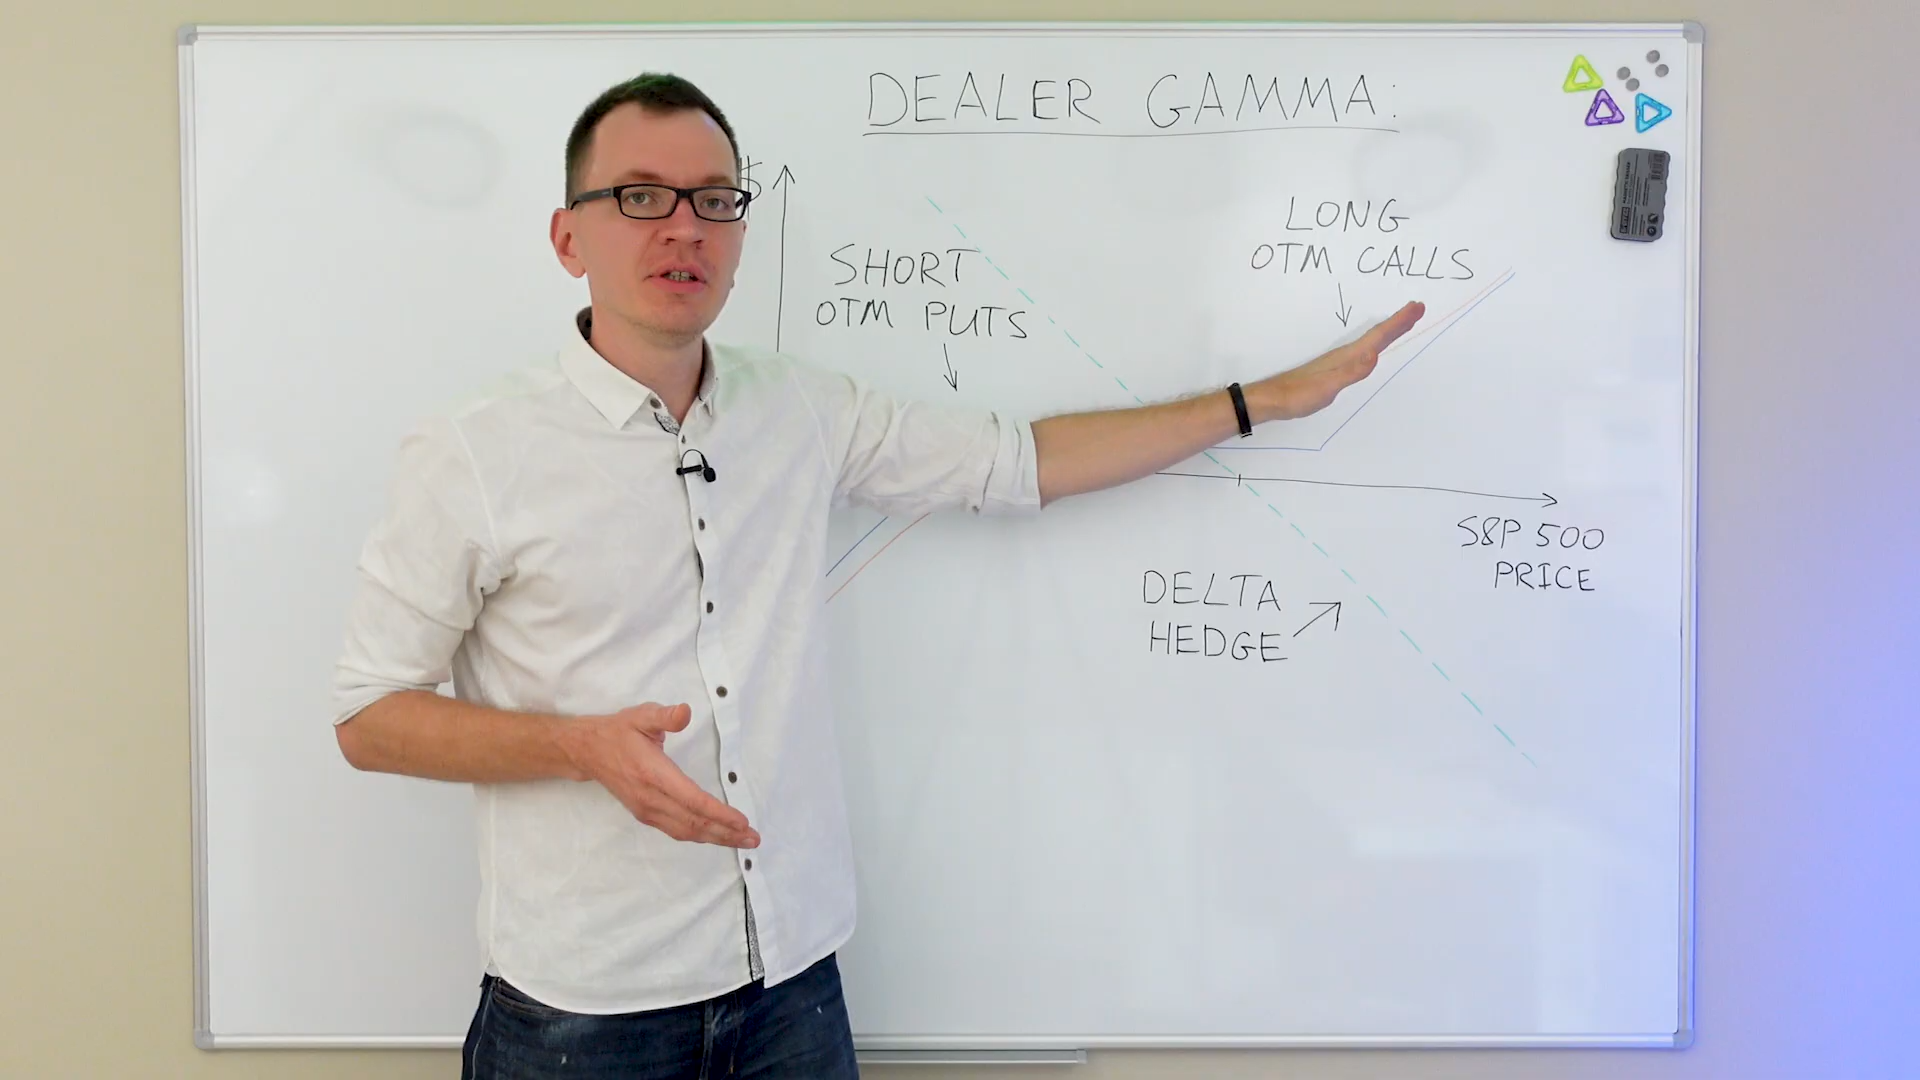 DEALER GAMMA:
$
SHORT
OTM PUTS
LONG
OTM CALLS
S&P 500
PRICE
DELTA
HEDGE